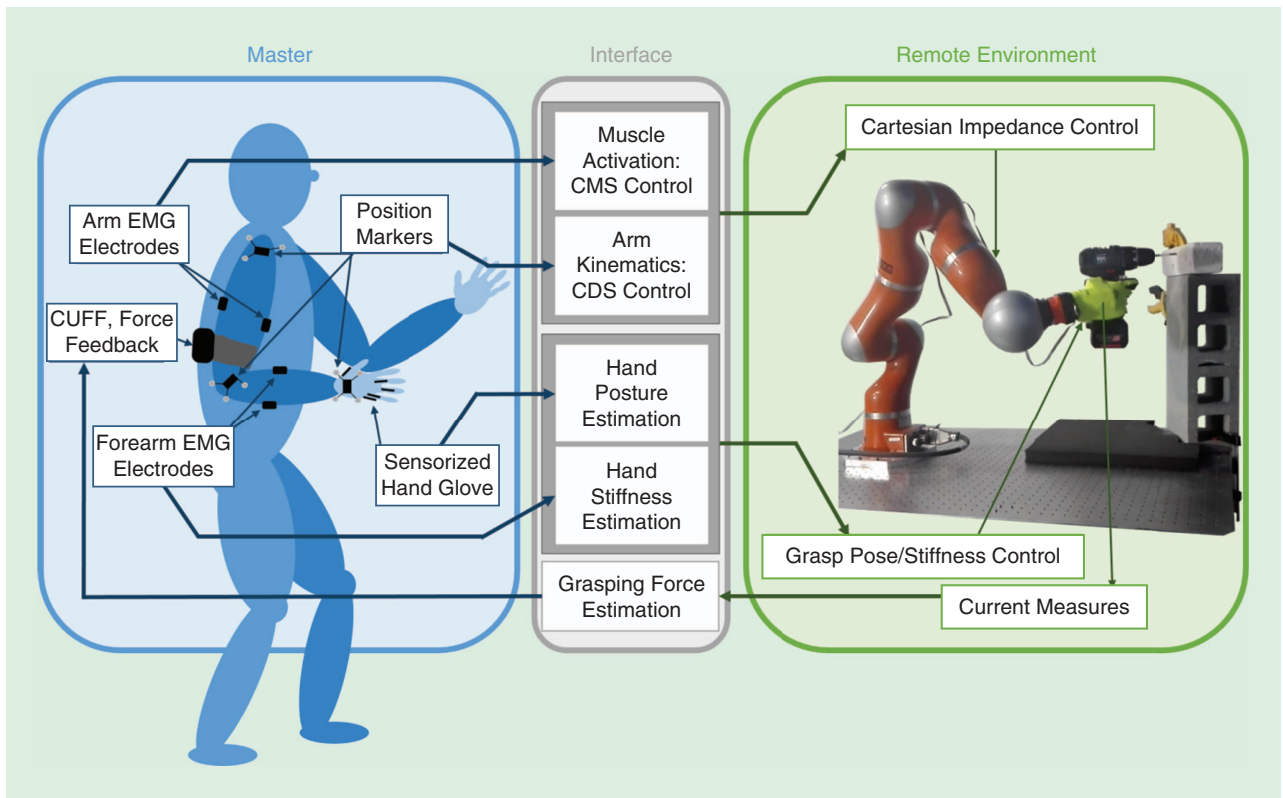 Master
Interface
Remote Environment
Arm EMG
Electrodes
Position
Markers
CUFF, Force
Feedback
Forearm EMG
Electrodes
Sensorized
Hand Glove
Muscle
Activation:
CMS Control
Arm
Kinematics:
CDS Control
Hand
Posture
Estimation
Hand
Stiffness
Estimation
Grasping Force
Estimation
Cartesian Impedance Control
Grasp Pose/Stiffness Control
Current Measures